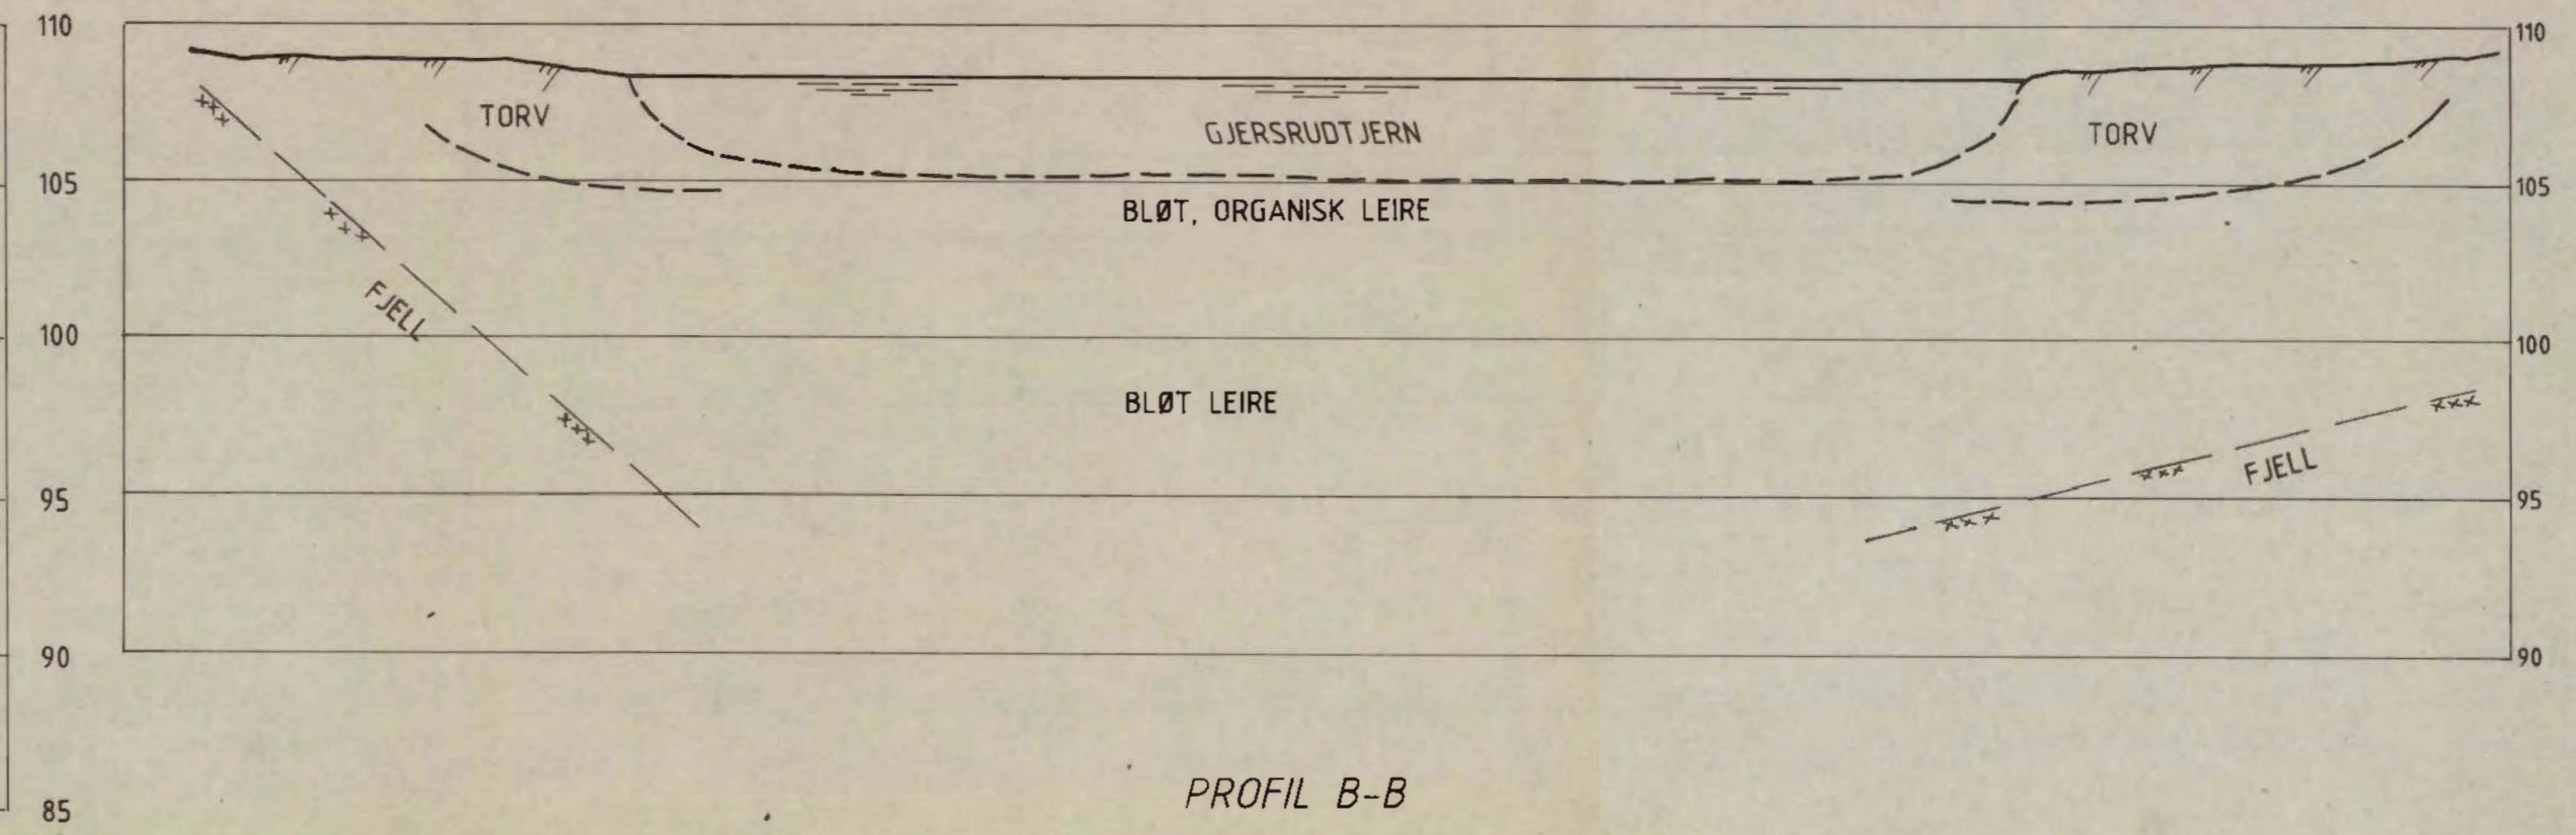 110 110
TORV GJERSRUDTJERN TORV
105 105
BLØT, ORGANISK LEIRE
FJELL
100 100
BLØT LEIRE
FJELL
95 95
90 90
PROFIL B-B
85